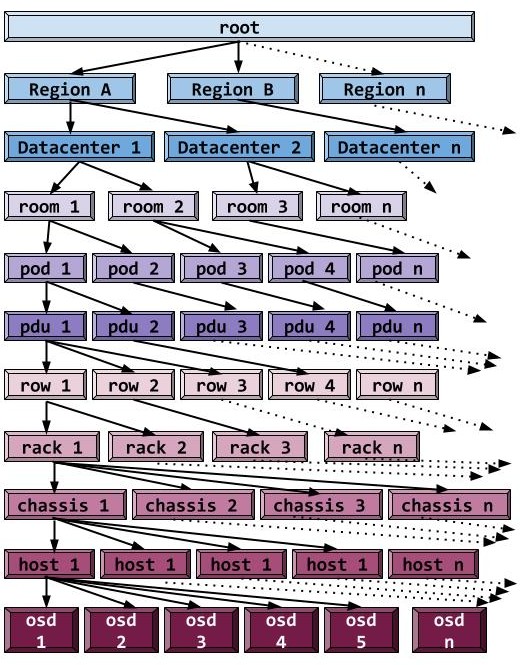 root
Region A Region B Region n
Datacenter 1 Datacenter 2 Datacenter n
room 1 room 2 room 3 room n
pod 1 pod 2 pod 3 pod 4 pod n
pdu 1 pdu 2 pdu 3 pdu 4 pdu n
row 1 row 2 row 3 row 4 row n
rack 1 rack 2 rack 3 rack n
chassis 1 chassis 2 chassis 3 chassis n
host 1 host 1 host 1 host 1 host n
osd osd osd osd osd osd
1 2 3 4 5 n